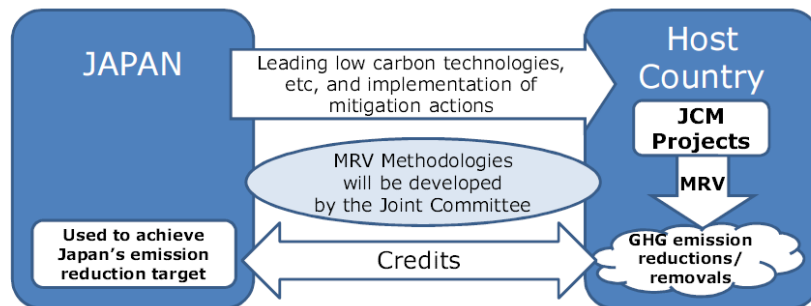 JAPAN
Leading low carbon technologies,
etc, and implementation of
mitigation actions
Host
Country
JCM
Projects
MRV Methodologies
will be developed
by the Joint Committee
MRV
Used to achieve
Japan's emission
reduction target
Credits
GHG emission
reductions/
removals